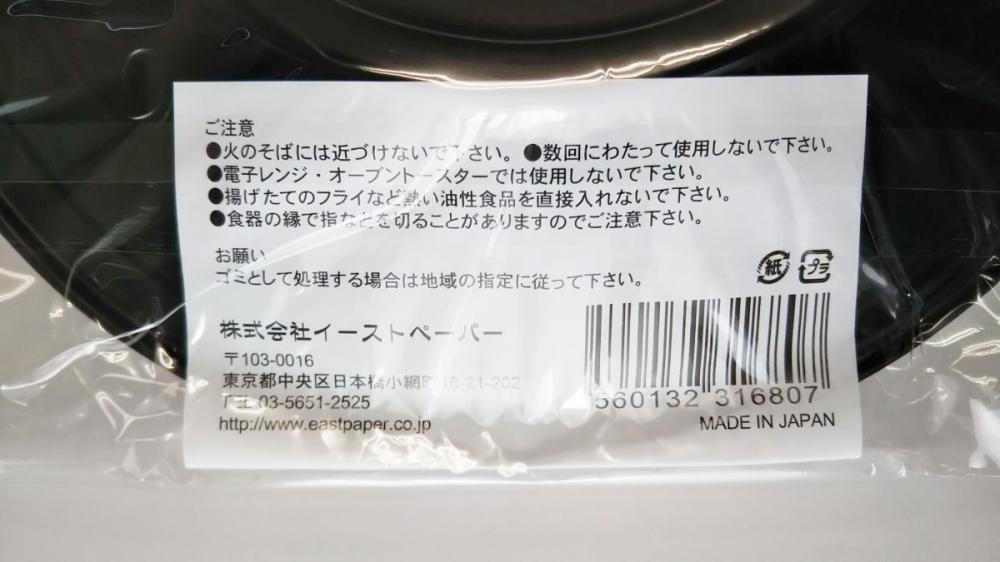 ご注意
●火のそばには近づけないで下さい。 ●数回にわたって使用しないで下さい。
●電子レンジ・オーブントースターでは使用しないで下さい。
●揚げたてのフライなど熱い油性食品を直接入れないで下さい。
●食器の縁で指などを切ることがありますのでご注意下さい。
お願い
ゴミとして処理する場合は地域の指定に従って下さい。
紙 プラ
株式会社イーストペーパー
〒103-0016
東京都中央区日本橋小網町16-21-202
TEL 03-5651-2525
http://www.eastpaper.co.jp
560132 316807
MADE IN JAPAN